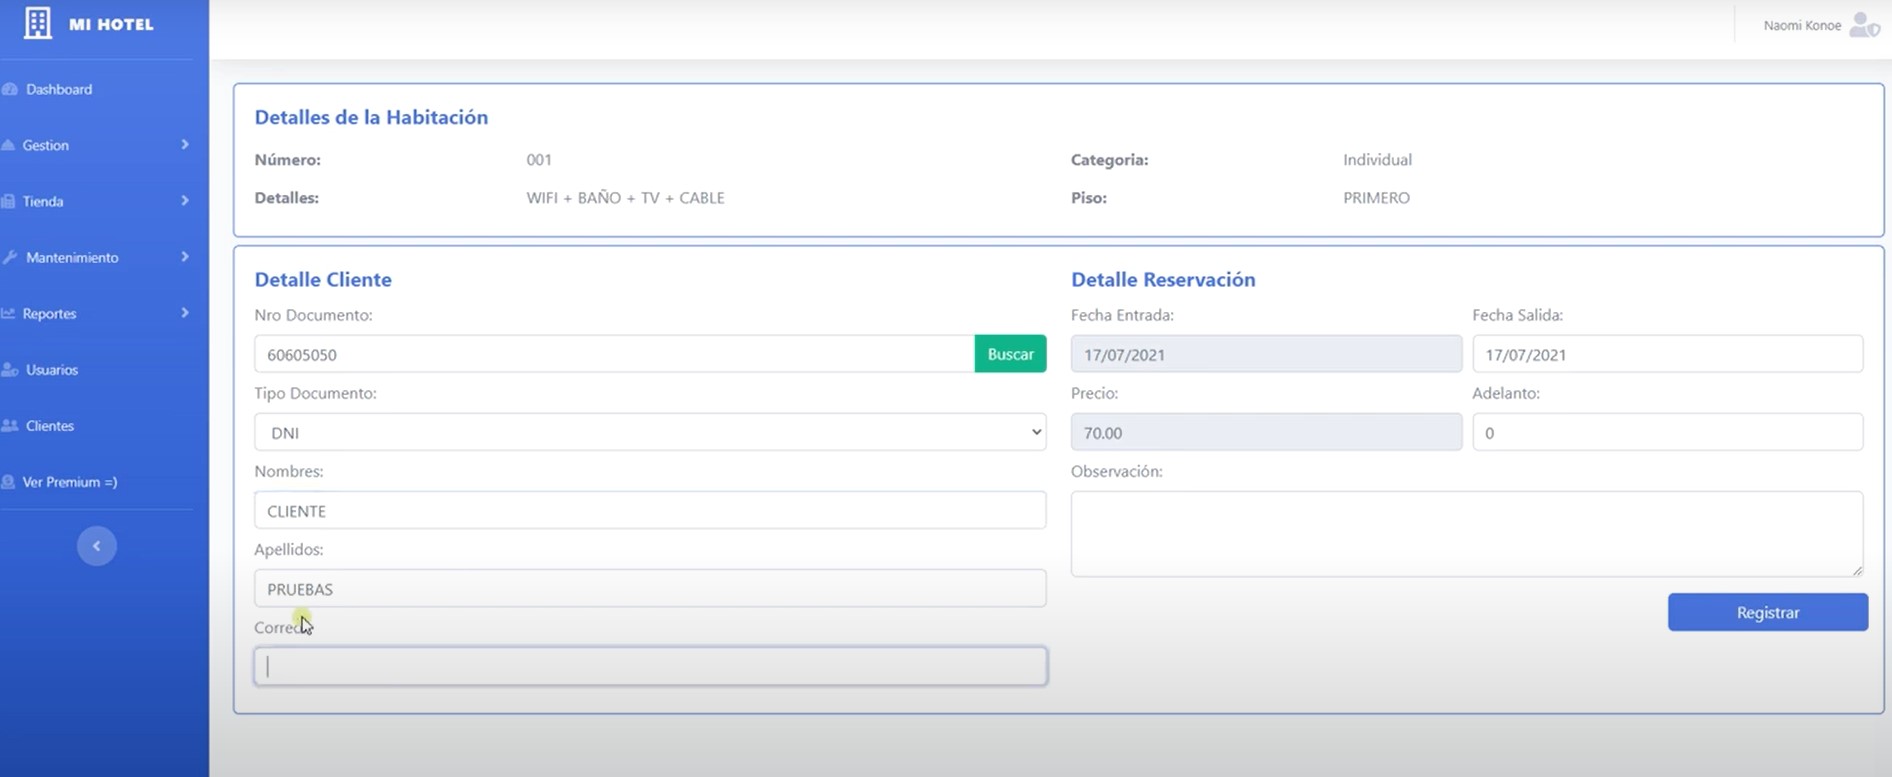 MI HOTEL
Naomi Konoe
Dashboard
Gestion
Tienda
Mantenimiento
Reportes
Usuarios
Clientes
Ver Premium =)
Detalles de la Habitación
Número: 001 Categoria: Individual
Detalles: WIFI + BAÑO + TV + CABLE Piso: PRIMERO
Detalle Cliente
Nro Documento:
60605050 Buscar
Tipo Documento:
DNI
Nombres:
CLIENTE
Apellidos:
PRUEBAS
Detalle Reservación
Fecha Entrada: Fecha Salida:
17/07/2021 17/07/2021
Precio: Adelanto:
70.00 0
Observación:
Registrar